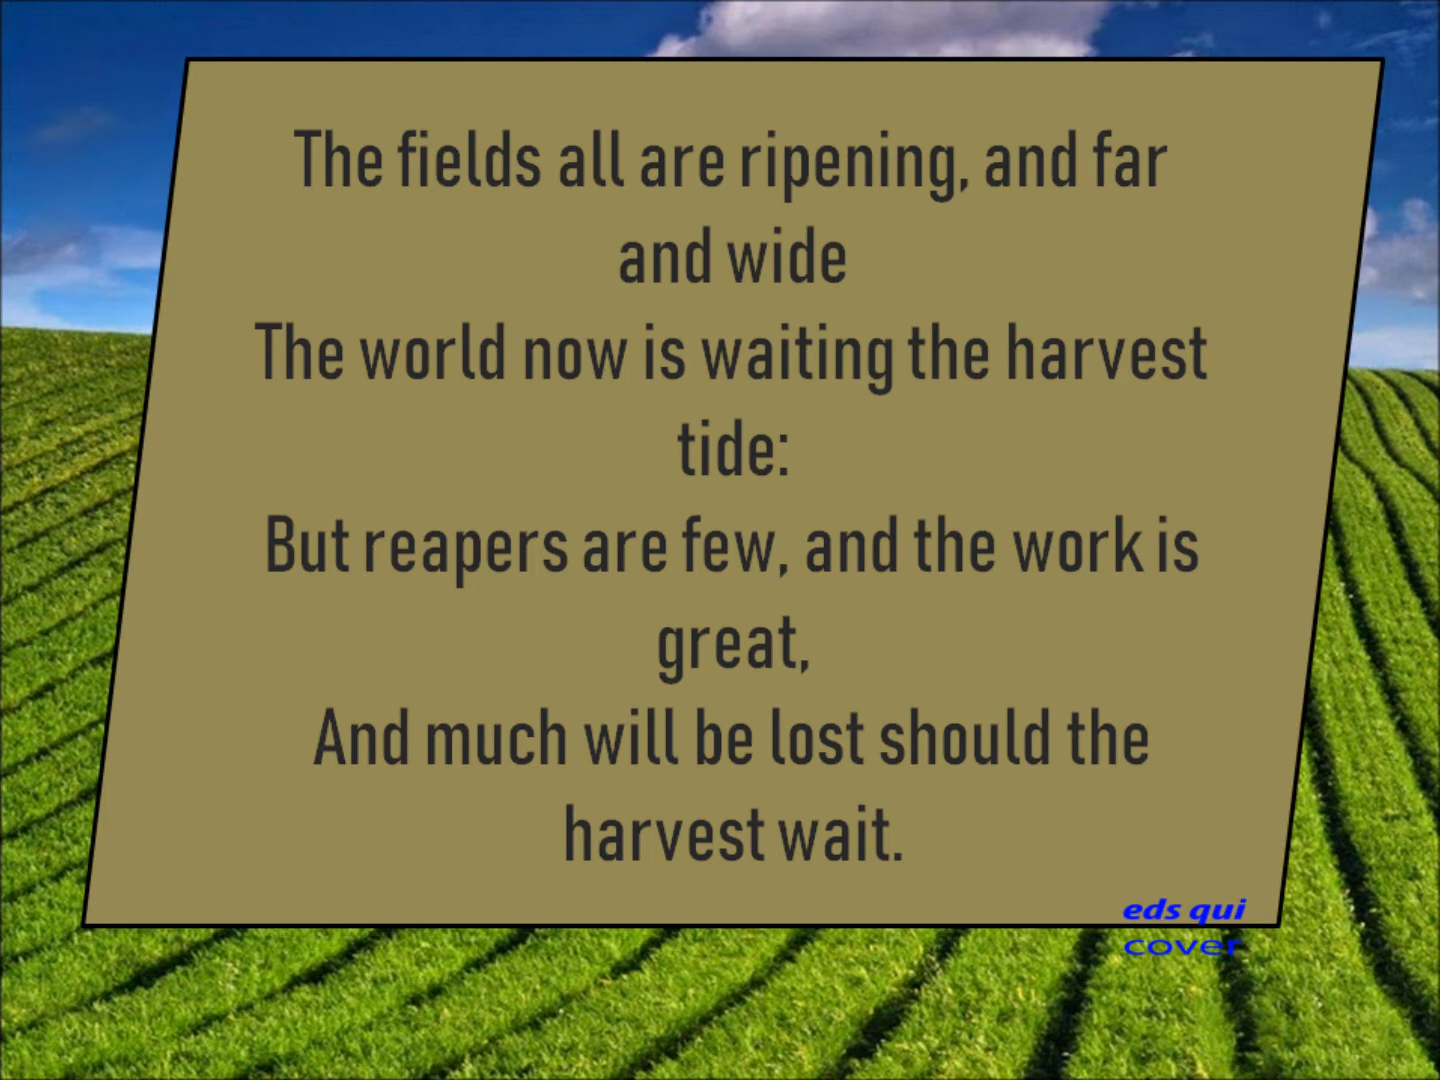 The fields all are ripening, and far
and wide
The world now is waiting the harvest
tide:
But reapers are few, and the work is
great,
And much will be lost should the
harvest wait.
eds qui
cover